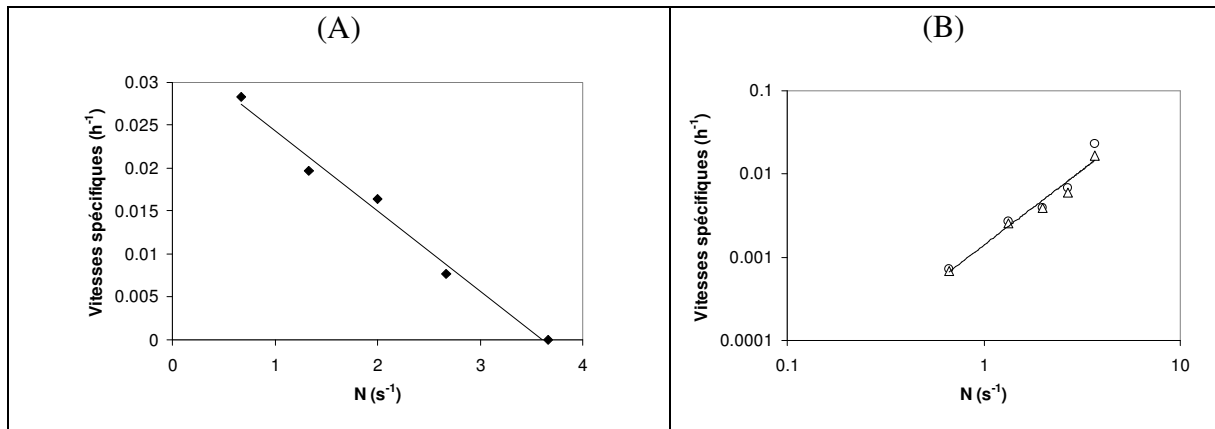 (A)
Vitesses spécifiques (h⁻¹)
0.03
0.025
0.02
0.015
0.01
0.005
0
0 1 2 3 4
N (s⁻¹)
(B)
Vitesses spécifiques (h⁻¹)
0.1
0.01
0.001
0.0001
0.1 1 10
N (s⁻¹)